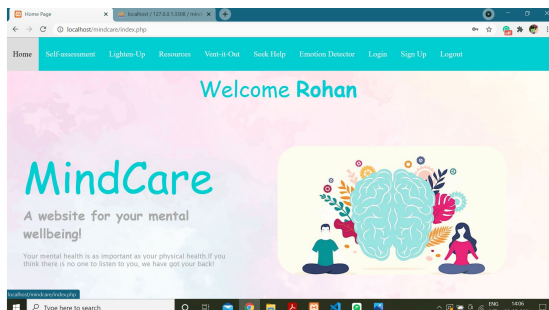 Home Page
localhost / 127.0.0.1:3308 / mind
localhost/mindcare/index.php
Home Self-assessment Lighten-Up Resources Vent-it-Out Seek Help Emotion Detector Login Sign Up Logout
Welcome Rohan
MindCare
A website for your mental
wellbeing!
Your mental health is as important as your physical health.If you
think there is no one to listen to you, we have got your back!
localhost/mindcare/index.php
Type here to search
ENG
14:06